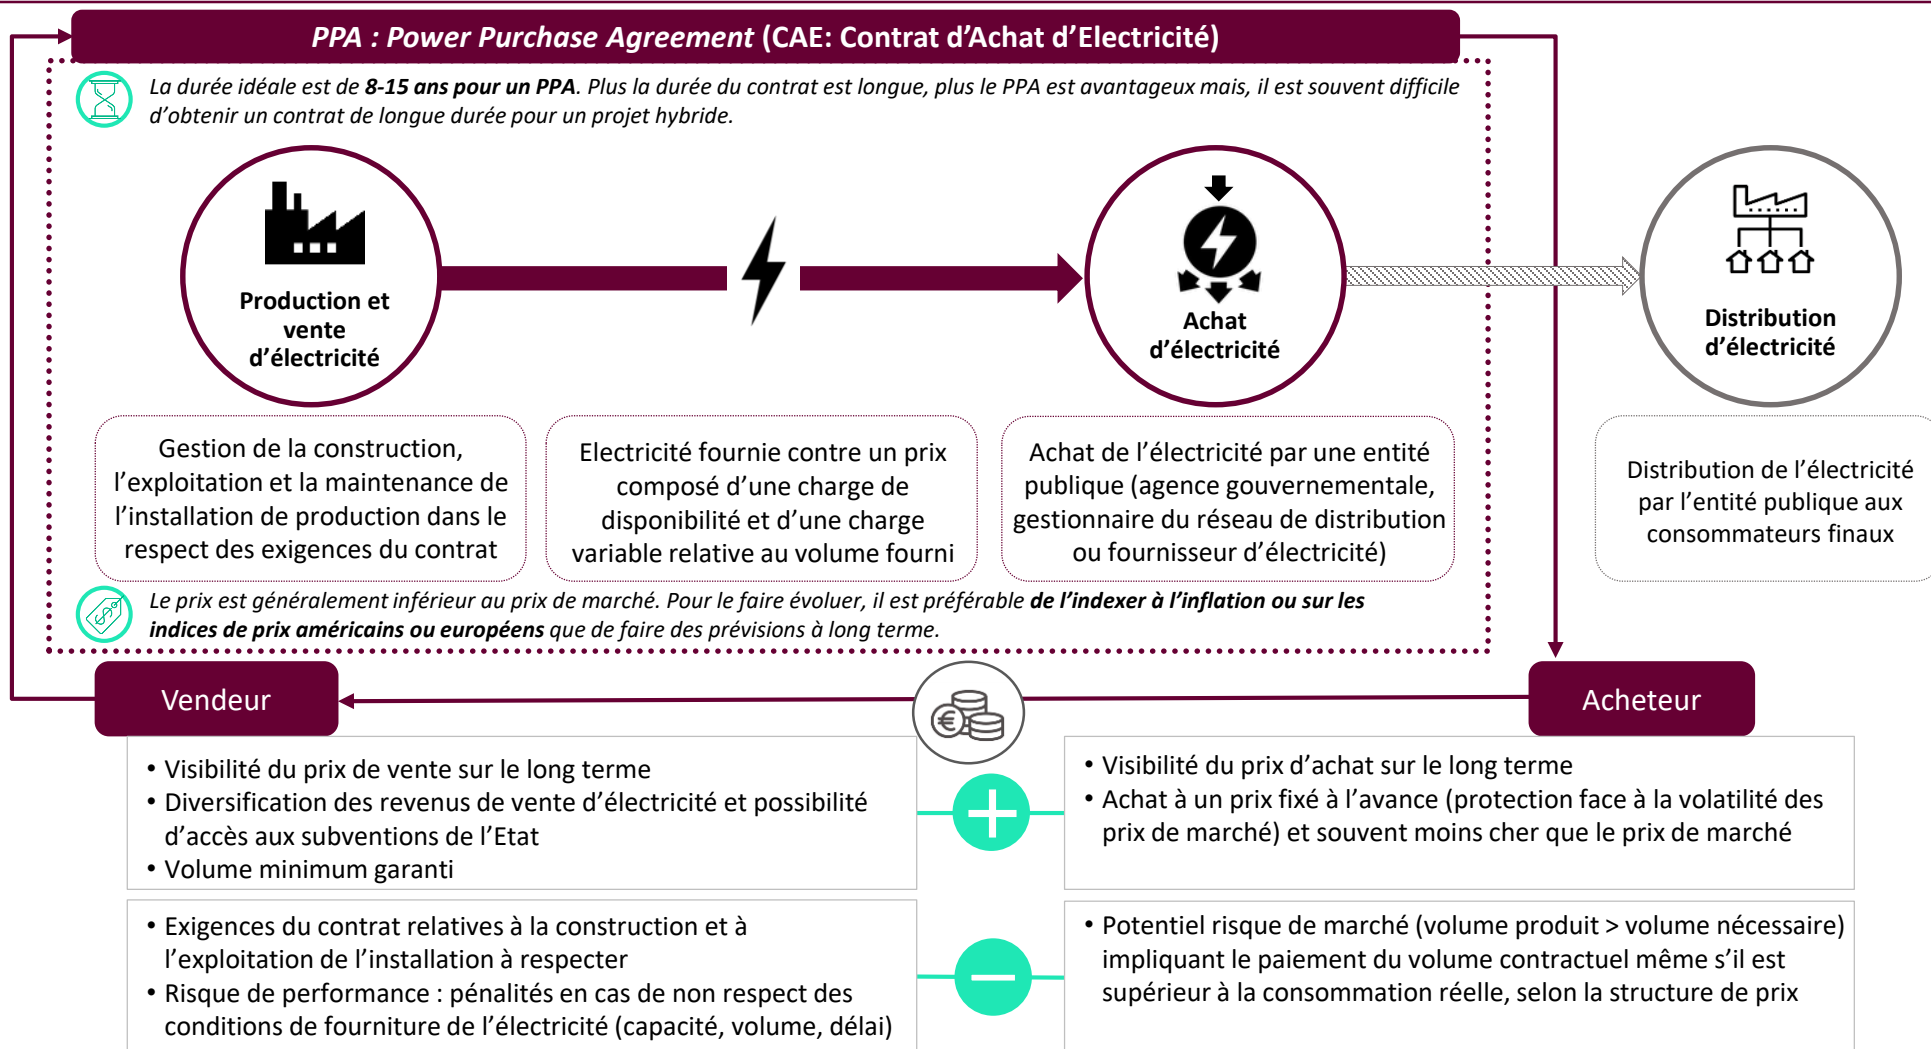 PPA : Power Purchase Agreement (CAE: Contrat d’Achat d’Electricité)
La durée idéale est de 8-15 ans pour un PPA. Plus la durée du contrat est longue, plus le PPA est avantageux mais, il est souvent difficile
d’obtenir un contrat de longue durée pour un projet hybride.
Production et
vente
d’électricité
Achat
d’électricité
Distribution
d’électricité
Gestion de la construction,
l’exploitation et la maintenance de
l’installation de production dans le
respect des exigences du contrat
Electricité fournie contre un prix
composé d’une charge de
disponibilité et d’une charge
variable relative au volume fourni
Achat de l’électricité par une entité
publique (agence gouvernementale,
gestionnaire du réseau de distribution
ou fournisseur d’électricité)
Distribution de l’électricité
par l’entité publique aux
consommateurs finaux
Le prix est généralement inférieur au prix de marché. Pour le faire évoluer, il est préférable de l’indexer à l’inflation ou sur les
indices de prix américains ou européens que de faire des prévisions à long terme.
Vendeur
Acheteur
• Visibilité du prix de vente sur le long terme
• Diversification des revenus de vente d’électricité et possibilité
d’accès aux subventions de l’Etat
• Volume minimum garanti
• Visibilité du prix d’achat sur le long terme
• Achat à un prix fixé à l’avance (protection face à la volatilité des
prix de marché) et souvent moins cher que le prix de marché
• Exigences du contrat relatives à la construction et à
l’exploitation de l’installation à respecter
• Risque de performance : pénalités en cas de non respect des
conditions de fourniture de l’électricité (capacité, volume, délai)
• Potentiel risque de marché (volume produit > volume nécessaire)
impliquant le paiement du volume contractuel même s’il est
supérieur à la consommation réelle, selon la structure de prix